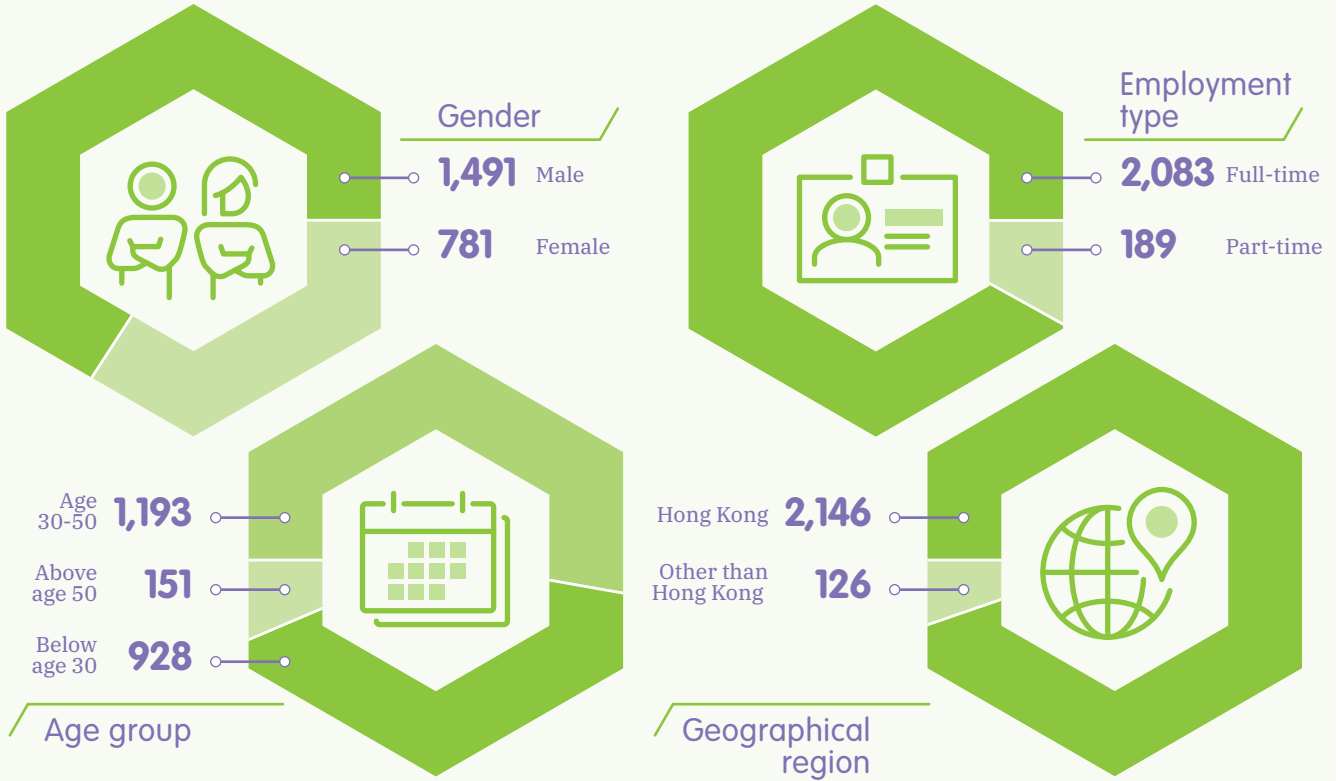 Gender
1,491 Male
781 Female
Employment
type
2,083 Full-time
189 Part-time
Age
30-50 1,193
Above
age 50 151
Below
age 30 928
Age group
Hong Kong 2,146
Other than
Hong Kong 126
Geographical
region